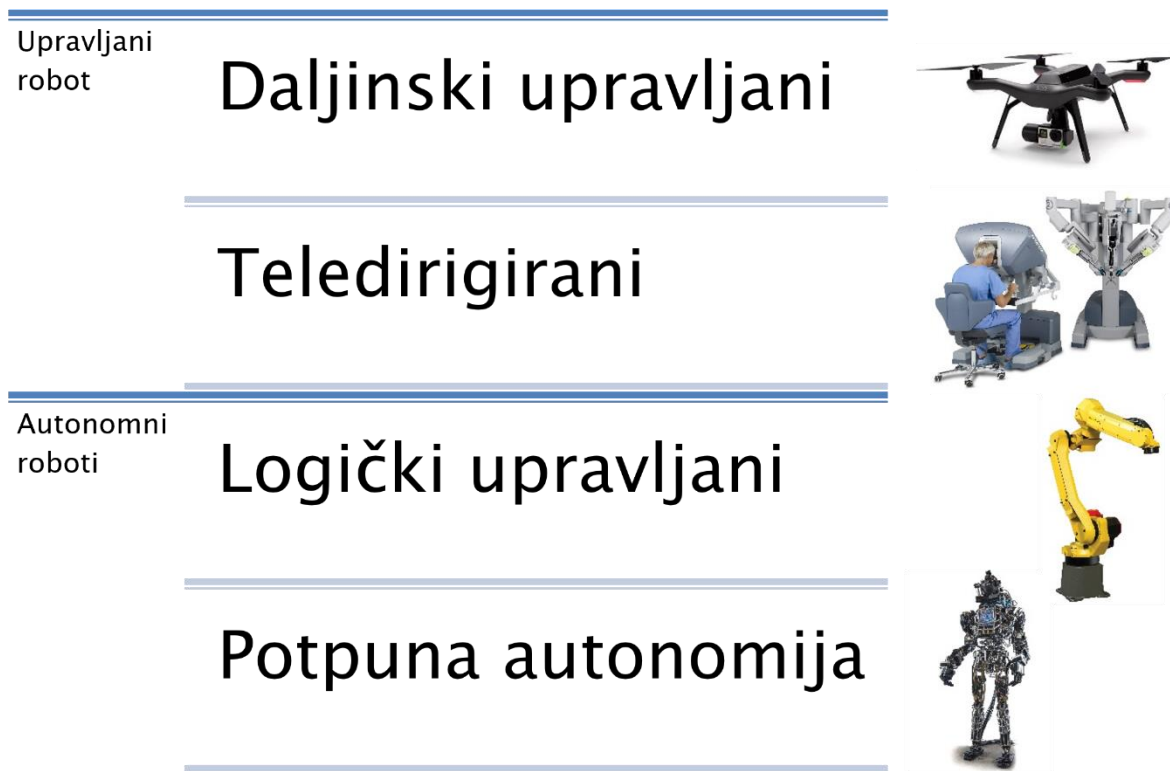 Upravljani
robot
Daljinski upravljani
Teledirigirani
Autonomni
roboti
Logički upravljani
Potpuna autonomija